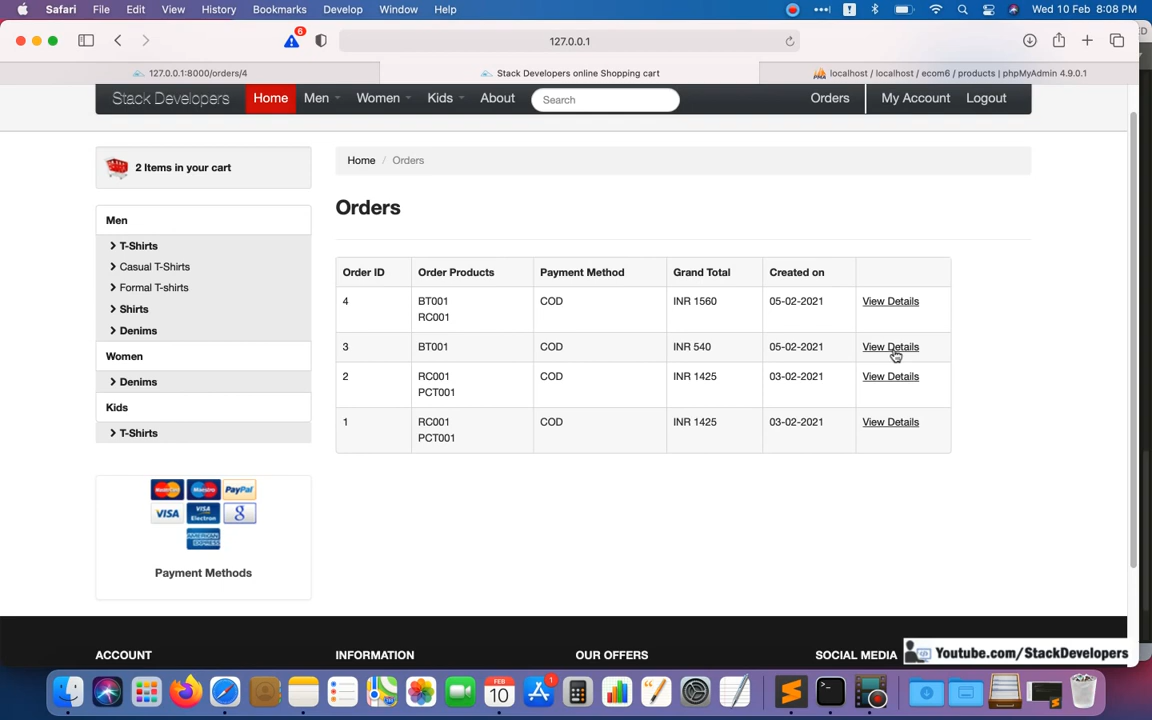 Safari File Edit View History Bookmarks Develop Window Help Wed 10 Feb 8:08 PM
6
127.0.0.1
127.0.0.1:8000/orders/4 Stack Developers online Shopping cart localhost / localhost / ecom6 / products | phpMyAdmin 4.9.0.1
Stack Developers Home Men Women Kids About Search Orders My Account Logout
2 Items in your cart
Home / Orders
Orders
Men
T-Shirts
Casual T-Shirts
Formal T-shirts
Shirts
Denims
Women
Denims
Kids
T-Shirts
Order ID Order Products Payment Method Grand Total Created on
4 BT001 COD INR 1560 05-02-2021 View Details
RC001
3 BT001 COD INR 540 05-02-2021 View Details
2 RC001 COD INR 1425 03-02-2021 View Details
PCT001
1 RC001 COD INR 1425 03-02-2021 View Details
PCT001
MasterCard Maestro PayPal
VISA VISA Electron g
AMERICAN EXPRESS
Payment Methods
ACCOUNT INFORMATION OUR OFFERS SOCIAL MEDIA
Youtube.com/StackDevelopers
FEB
10
1